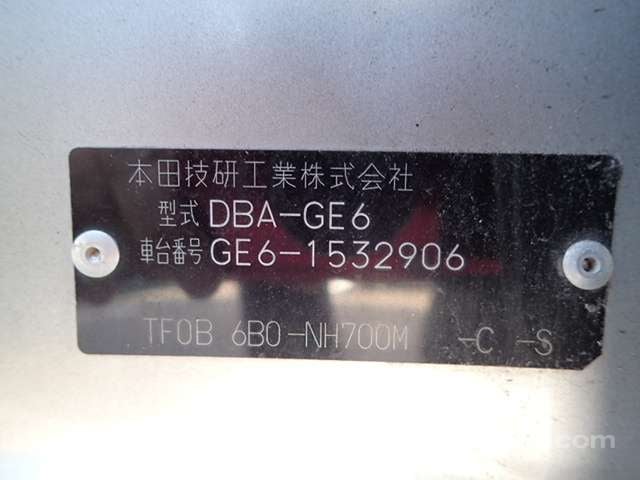 本田技研工業株式会社
型式 DBA-GE6
車台番号 GE6-1532906
TF0B 6B0-NH700M -C -S
.com